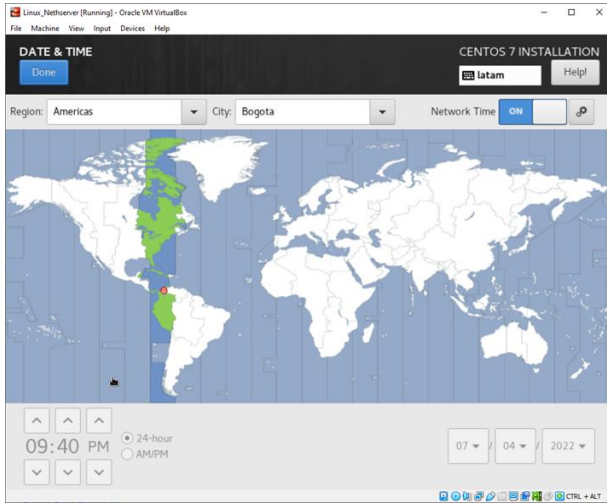 Linux_Nethserver [Running] - Oracle VM VirtualBox
File Machine View Input Devices Help
DATE & TIME
CENTOS 7 INSTALLATION
Done
latam
Help!
Region: Americas City: Bogota Network Time ON
09:40 PM
24-hour
AM/PM
07 / 04 / 2022
CTRL + ALT